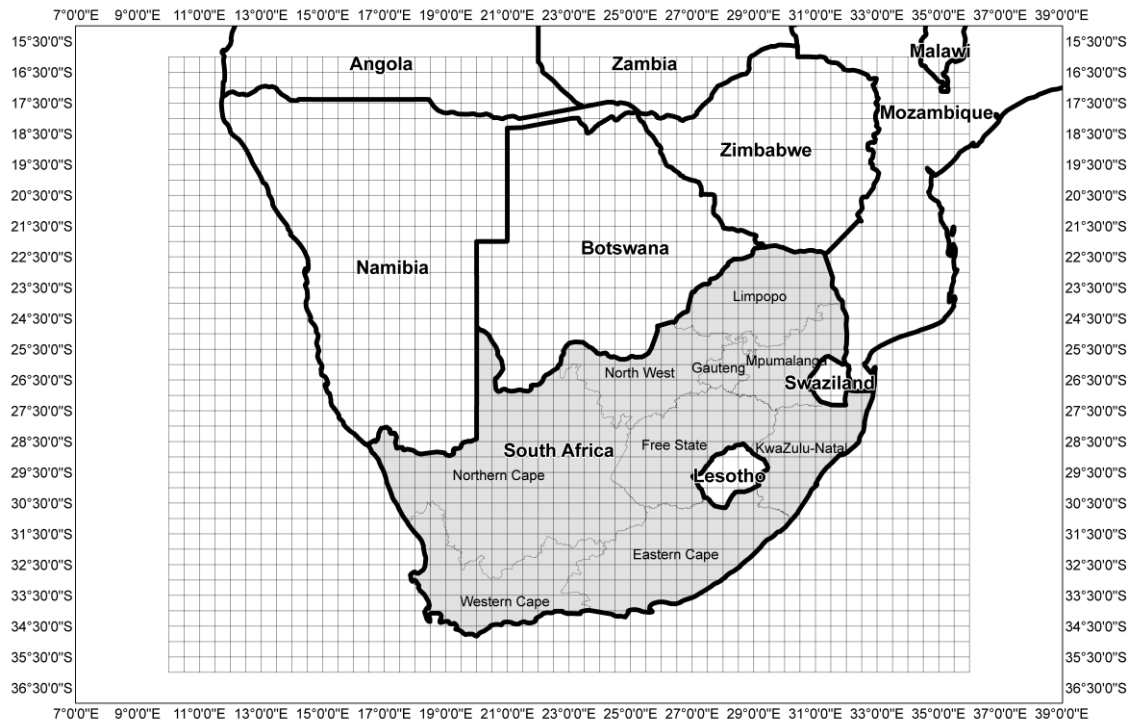 7°0'0"E 9°0'0"E 11°0'0"E 13°0'0"E 15°0'0"E 17°0'0"E 19°0'0"E 21°0'0"E 23°0'0"E 25°0'0"E 27°0'0"E 29°0'0"E 31°0'0"E 33°0'0"E 35°0'0"E 37°0'0"E 39°0'0"E
15°30'0"S 15°30'0"S
Malawi
Angola Zambia
16°30'0"S 16°30'0"S
17°30'0"S 17°30'0"S
Mozambique
18°30'0"S 18°30'0"S
Zimbabwe
19°30'0"S 19°30'0"S
20°30'0"S 20°30'0"S
21°30'0"S 21°30'0"S
Botswana
22°30'0"S 22°30'0"S
Namibia
23°30'0"S 23°30'0"S
Limpopo
24°30'0"S 24°30'0"S
25°30'0"S 25°30'0"S
Mpumalanga
Gauteng
North West
26°30'0"S 26°30'0"S
Swaziland
27°30'0"S 27°30'0"S
28°30'0"S 28°30'0"S
Free State
KwaZulu-Natal
South Africa
29°30'0"S 29°30'0"S
Northern Cape
Lesotho
30°30'0"S 30°30'0"S
31°30'0"S 31°30'0"S
Eastern Cape
32°30'0"S 32°30'0"S
33°30'0"S 33°30'0"S
Western Cape
34°30'0"S 34°30'0"S
35°30'0"S 35°30'0"S
36°30'0"S 36°30'0"S
7°0'0"E 9°0'0"E 11°0'0"E 13°0'0"E 15°0'0"E 17°0'0"E 19°0'0"E 21°0'0"E 23°0'0"E 25°0'0"E 27°0'0"E 29°0'0"E 31°0'0"E 33°0'0"E 35°0'0"E 37°0'0"E 39°0'0"E